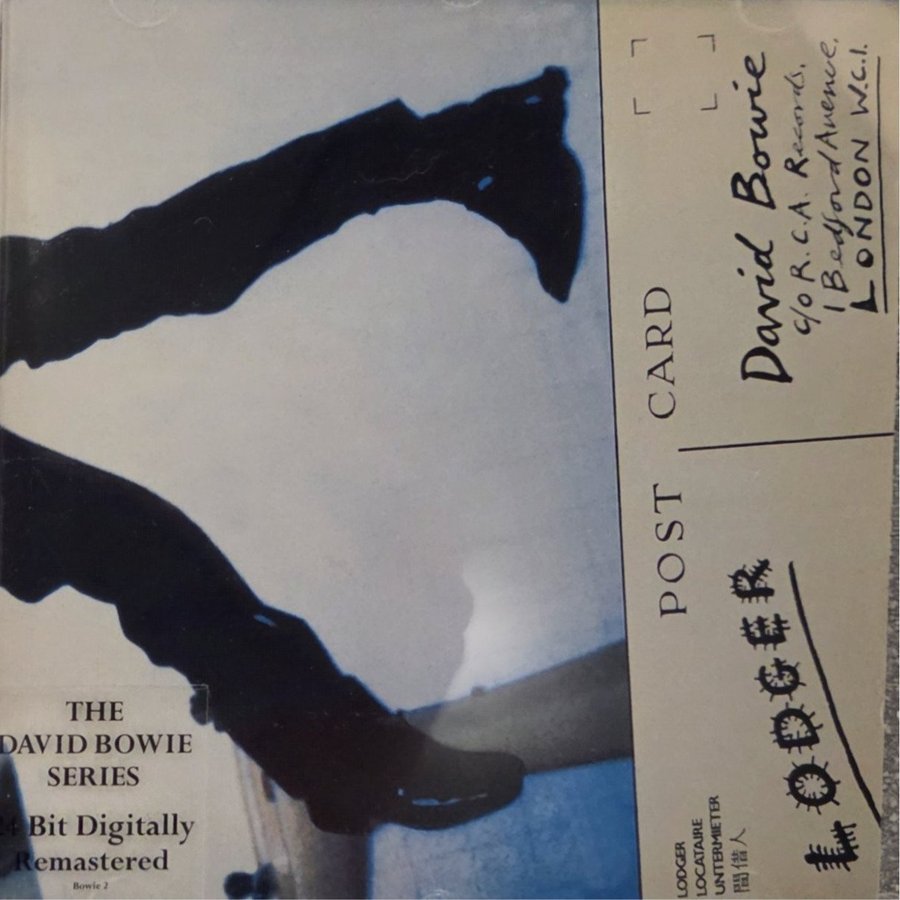 POST CARD
David Bowie
c/o R.C.A. Records,
1 Bedford Avenue,
LONDON W.C.1.
LODGER
LODGER
LOCATAIRE
UNTERMIETER
間借人
THE
DAVID BOWIE
SERIES
24 Bit Digitally
Remastered
Bowie 2